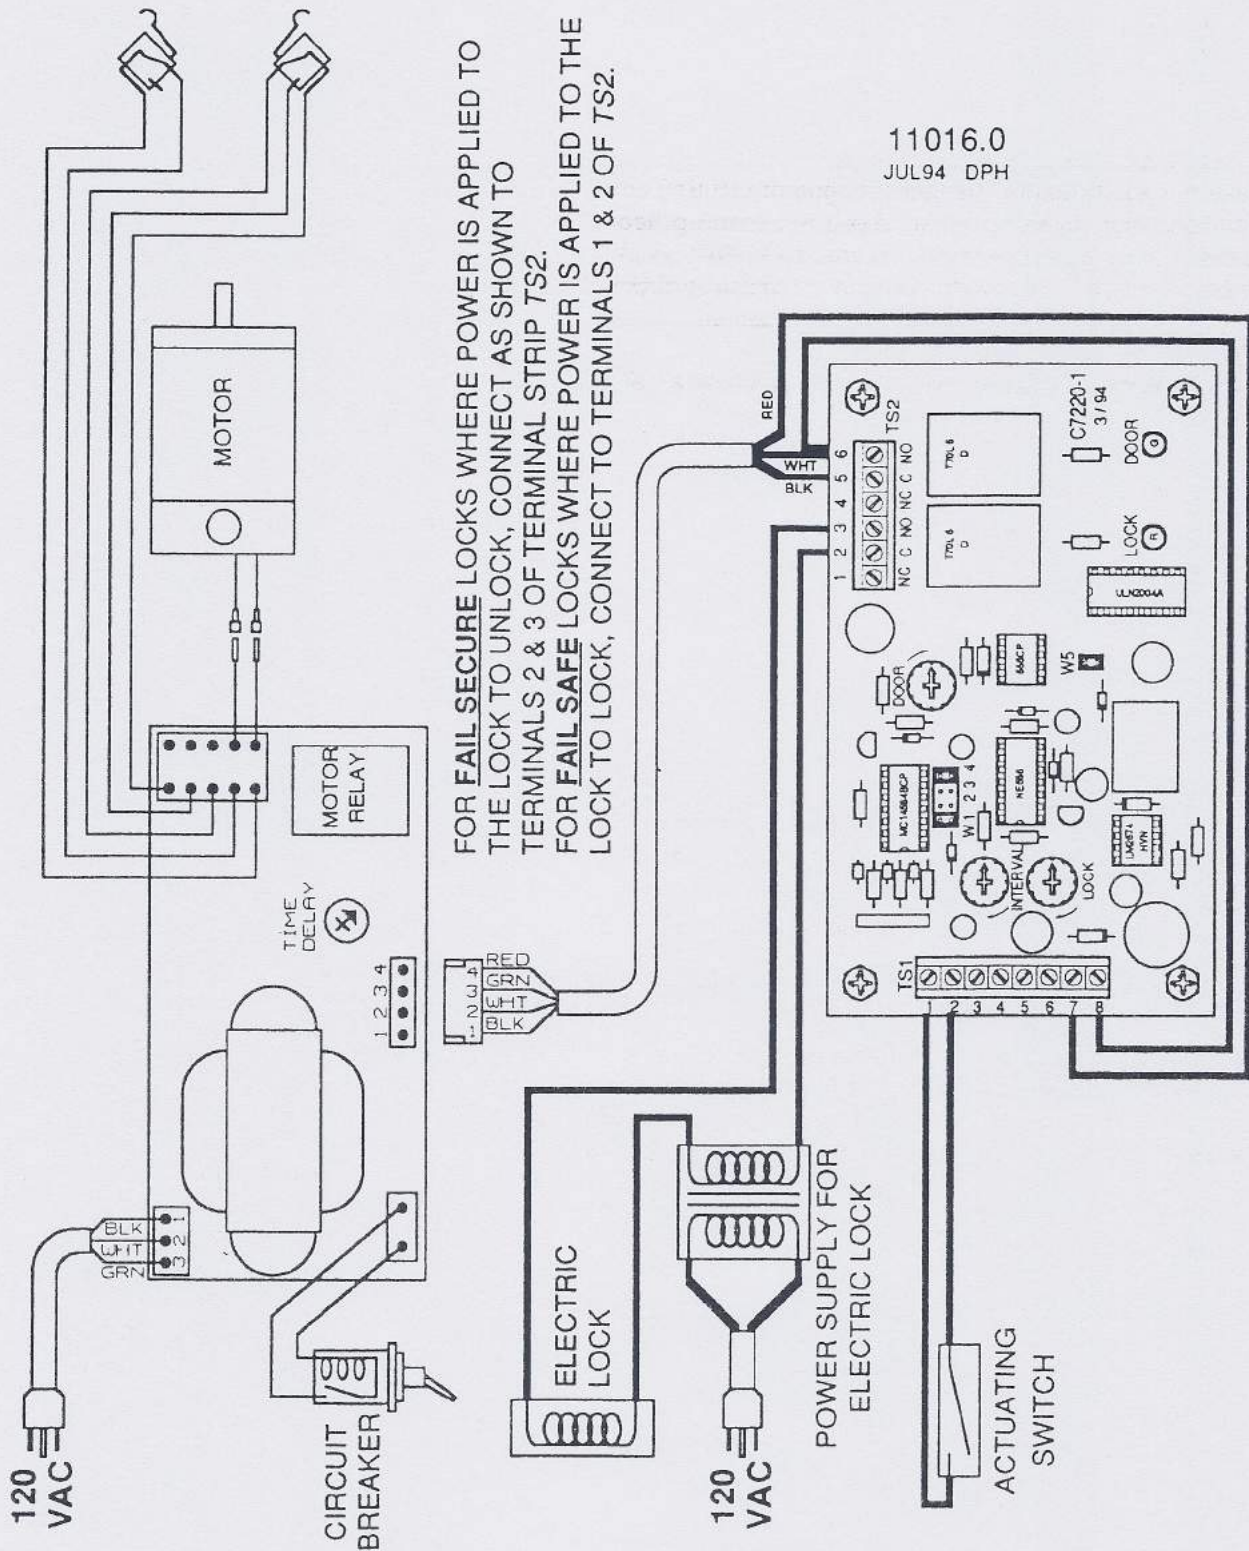 120
VAC
BLK
WHT
GRN
1
2
3
CIRCUIT
BREAKER
TIME
DELAY
1 2 3 4
MOTOR
RELAY
MOTOR
RED
GRN
WHT
BLK
4
3
2
1
FOR FAIL SECURE LOCKS WHERE POWER IS APPLIED TO
THE LOCK TO UNLOCK, CONNECT AS SHOWN TO
TERMINALS 2 & 3 OF TERMINAL STRIP TS2.
FOR FAIL SAFE LOCKS WHERE POWER IS APPLIED TO THE
LOCK TO LOCK, CONNECT TO TERMINALS 1 & 2 OF TS2.
11016.0
JUL94 DPH
ELECTRIC
LOCK
120
VAC
POWER SUPPLY FOR
ELECTRIC LOCK
ACTUATING
SWITCH
RED
WHT
BLK
1 2 3 4 5 6
NC C NO NC C NO
TS2
TS1
1
2
3
4
5
6
7
8
T70L6
D
T70L6
D
C7220-1
3/94
DOOR
G
LOCK
R
ULN2004A
DOOR
556CP
W5
MC14584BCP
W1 2 3 4
NE556
INTERVAL
LOCK
HYN